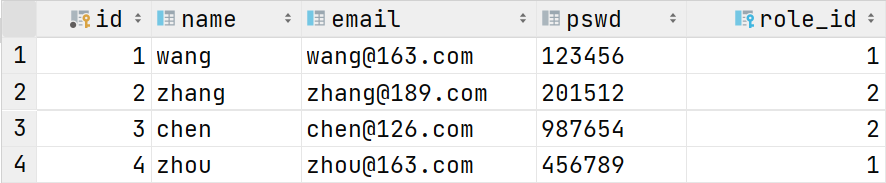 id name email pswd role_id
1 1 wang wang@163.com 123456 1
2 2 zhang zhang@189.com 201512 2
3 3 chen chen@126.com 987654 2
4 4 zhou zhou@163.com 456789 1